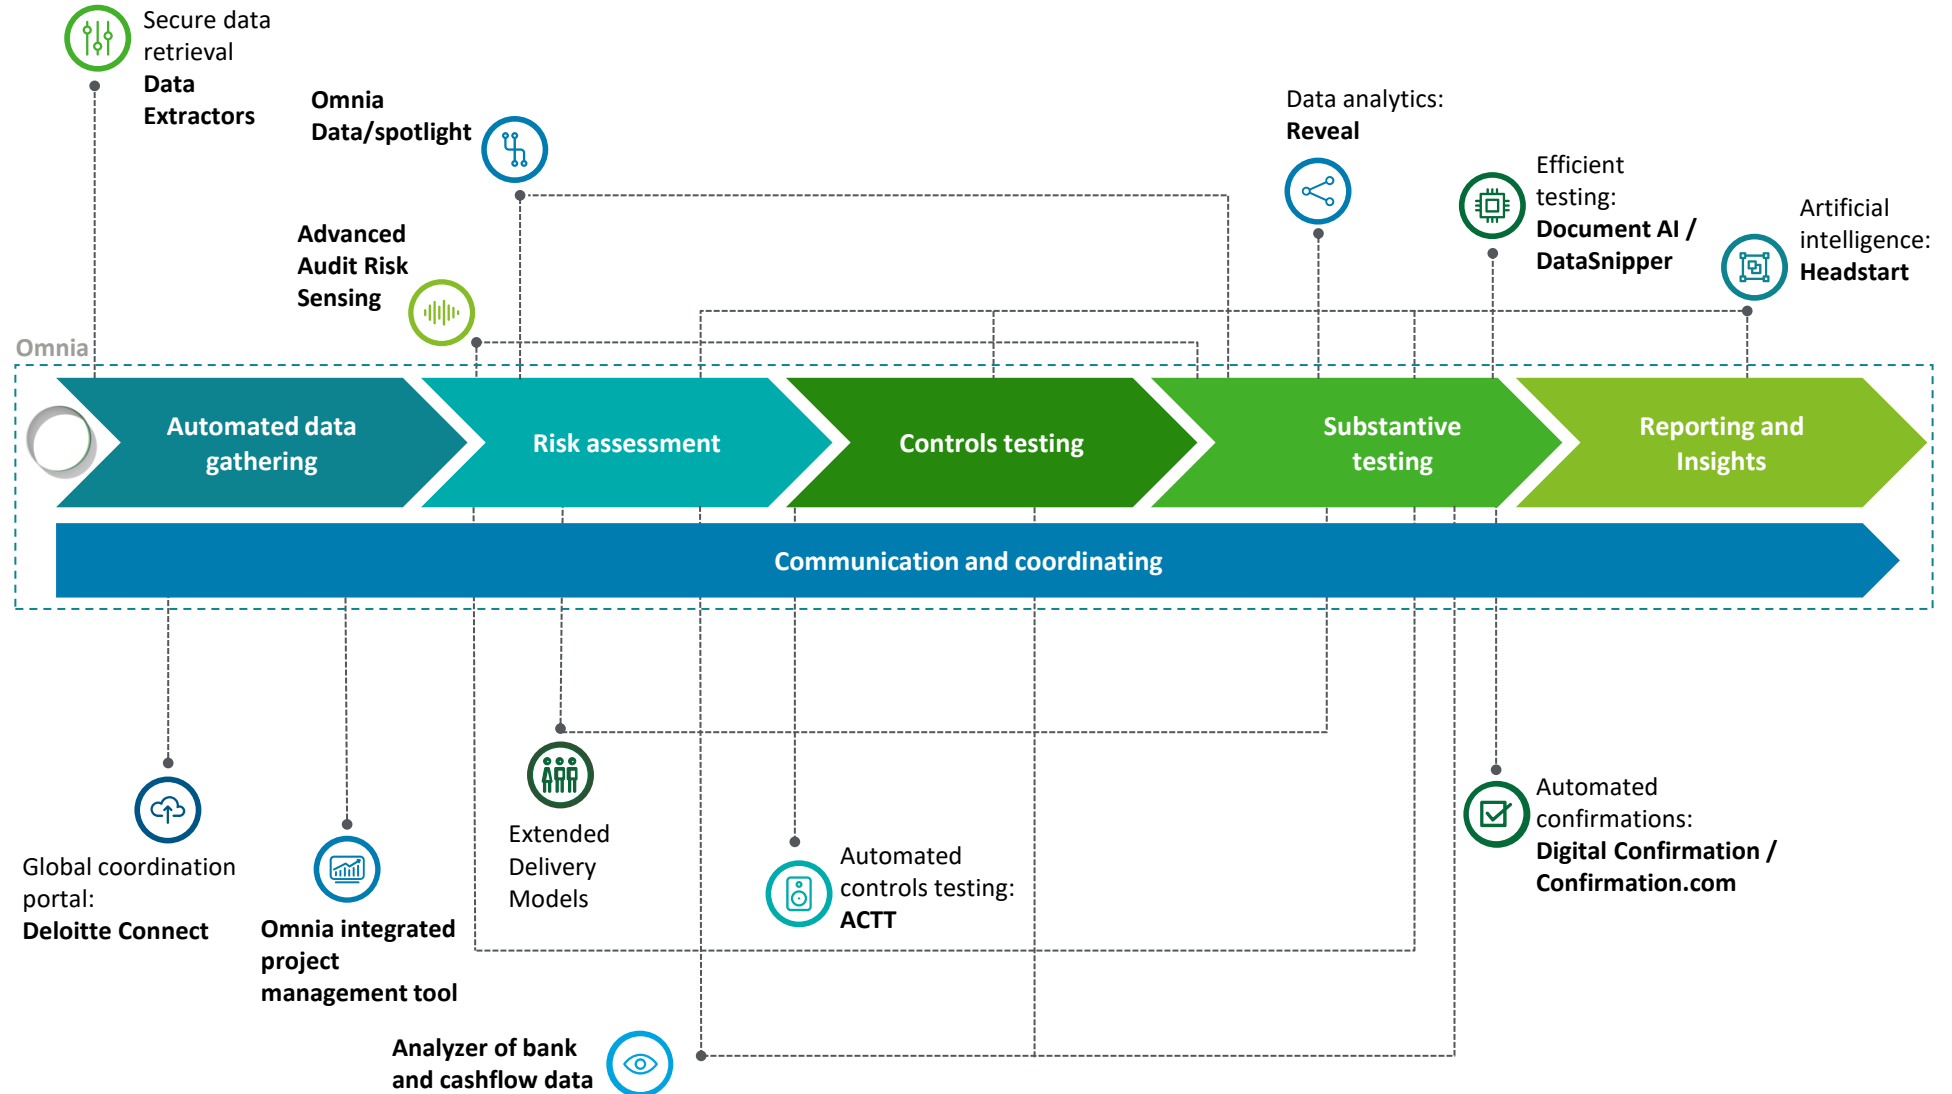 Secure data
retrieval
Data
Extractors
Omnia
Data/spotlight
Advanced
Audit Risk
Sensing
Data analytics:
Reveal
Efficient
testing:
Document AI /
DataSnipper
Artificial
intelligence:
Headstart
Omnia
Automated data
gathering
Risk assessment
Controls testing
Substantive
testing
Reporting and
Insights
Communication and coordinating
Global coordination
portal:
Deloitte Connect
Omnia integrated
project
management tool
Extended
Delivery
Models
Automated
controls testing:
ACTT
Automated
confirmations:
Digital Confirmation /
Confirmation.com
Analyzer of bank
and cashflow data